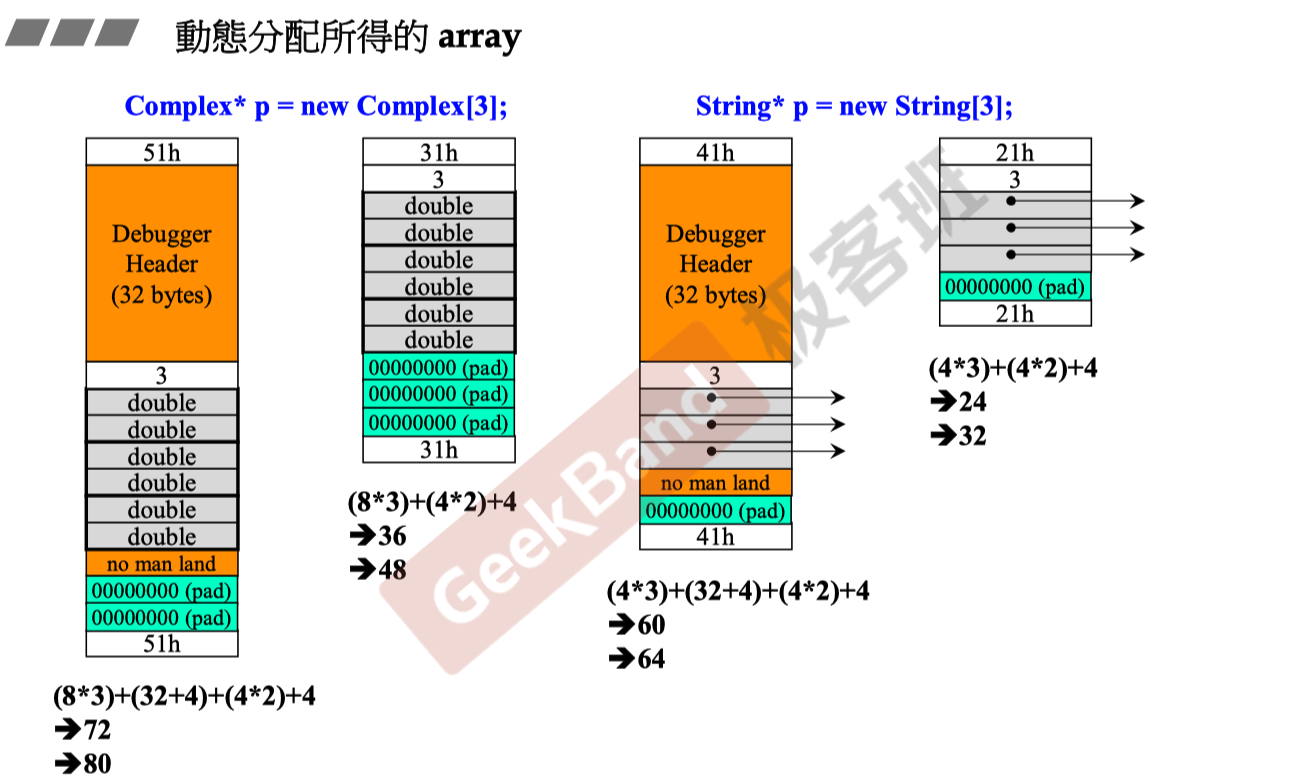 動態分配所得的 array
Complex* p = new Complex[3];
51h
Debugger
Header
(32 bytes)
3
double
double
double
double
double
double
no man land
00000000 (pad)
00000000 (pad)
51h
(8*3)+(32+4)+(4*2)+4
➔72
➔80
31h
3
double
double
double
double
double
double
00000000 (pad)
00000000 (pad)
00000000 (pad)
31h
(8*3)+(4*2)+4
➔36
➔48
String* p = new String[3];
41h
Debugger
Header
(32 bytes)
3
no man land
00000000 (pad)
41h
(4*3)+(32+4)+(4*2)+4
➔60
➔64
21h
3
00000000 (pad)
21h
(4*3)+(4*2)+4
➔24
➔32
GeekBand 极客班